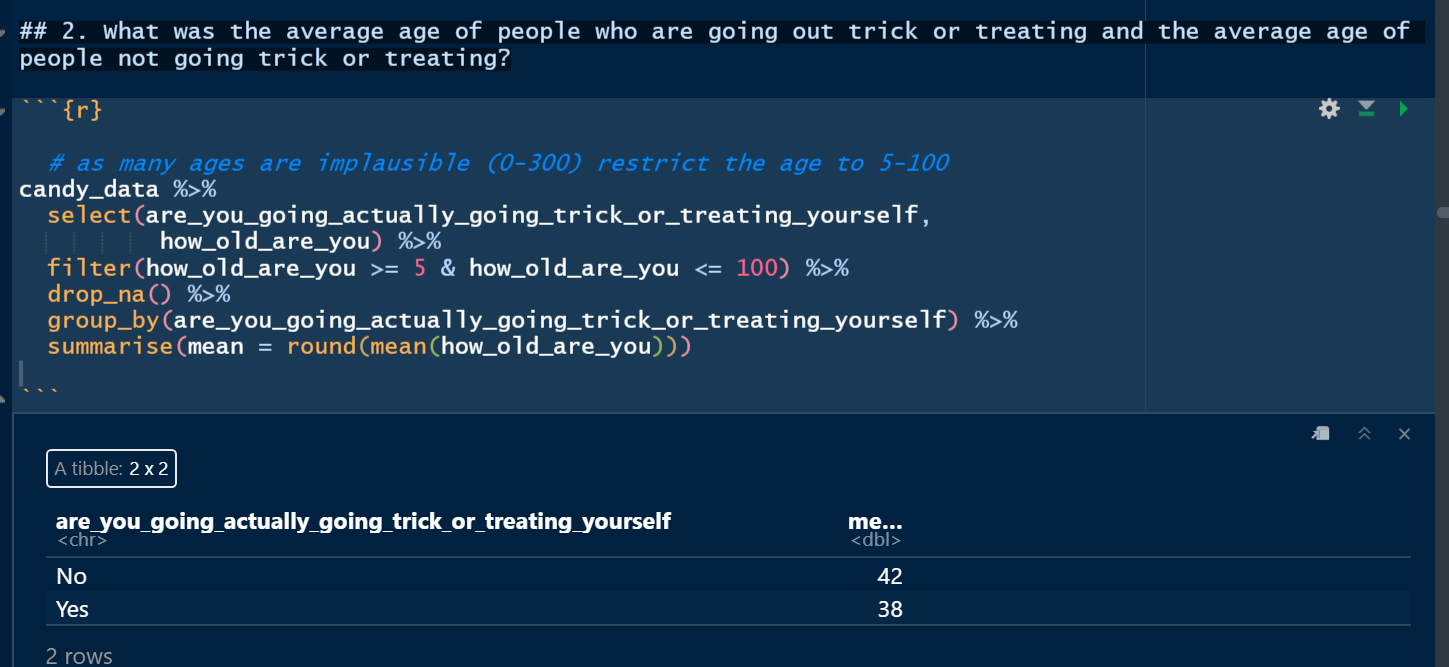 ## 2. What was the average age of people who are going out trick or treating and the average age of
people not going trick or treating?
```{r}
# as many ages are implausible (0-300) restrict the age to 5-100
candy_data %>%
select(are_you_going_actually_going_trick_or_treating_yourself,
how_old_are_you) %>%
filter(how_old_are_you >= 5 & how_old_are_you <= 100) %>%
drop_na() %>%
group_by(are_you_going_actually_going_trick_or_treating_yourself) %>%
summarise(mean = round(mean(how_old_are_you)))
```
A tibble: 2 x 2
are_you_going_actually_going_trick_or_treating_yourself me...
<chr> <dbl>
No 42
Yes 38
2 rows